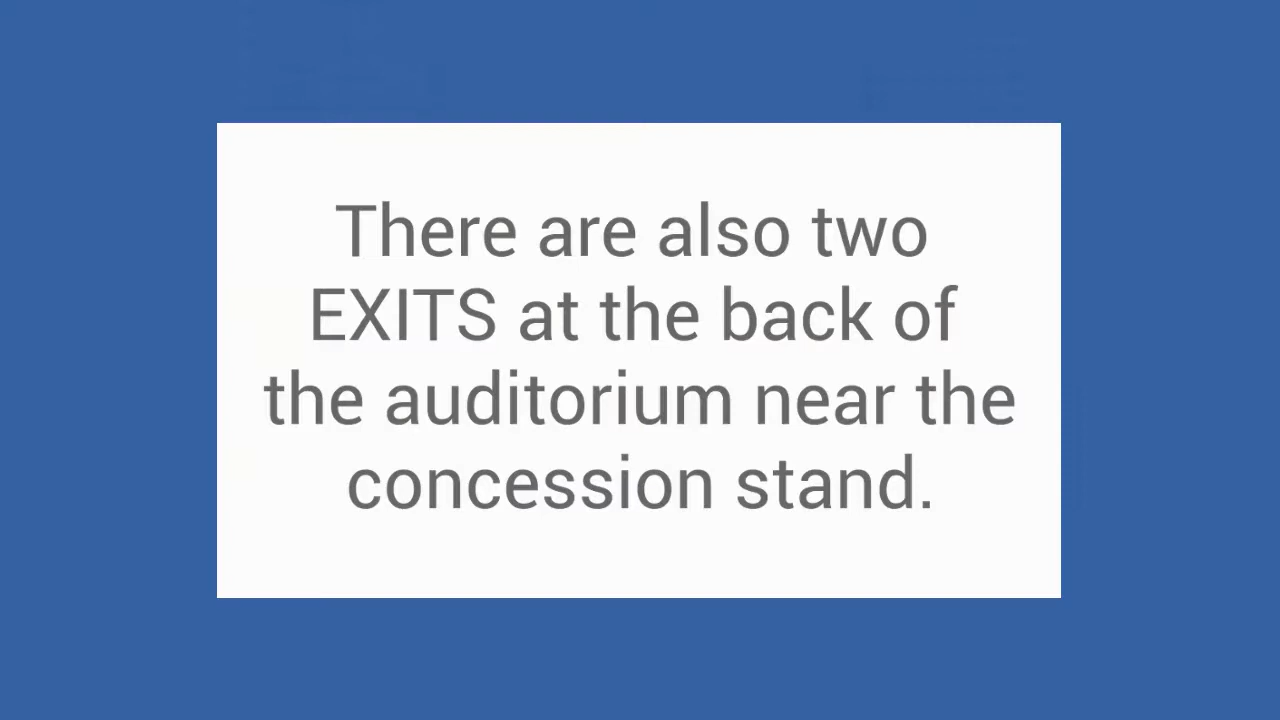 There are also two
EXITS at the back of
the auditorium near the
concession stand.